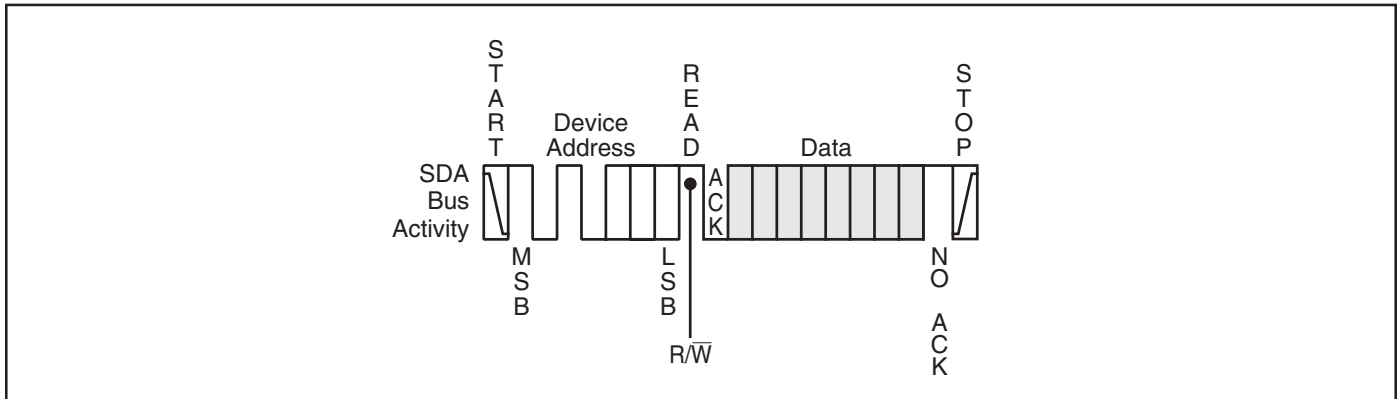 START
READ
STOP
Device
Address
Data
SDA
Bus
Activity
ACK
MSB
LSB
NO ACK
R/W̅